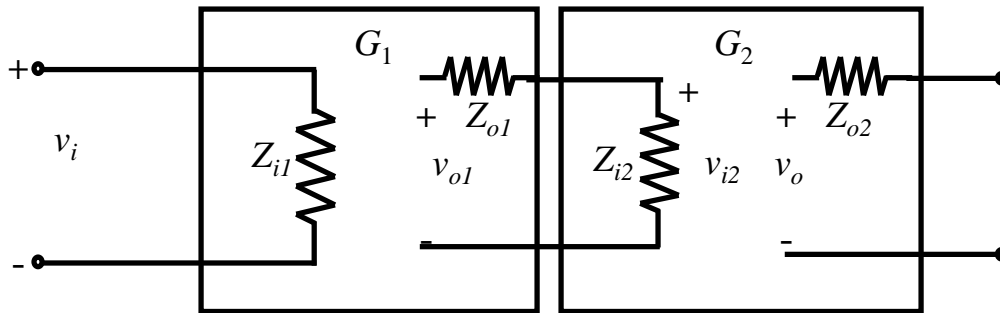 G1 G2
+ + Zo1 + + Zo2
vi Zi1 vo1 Zi2 vi2 vo
- - -